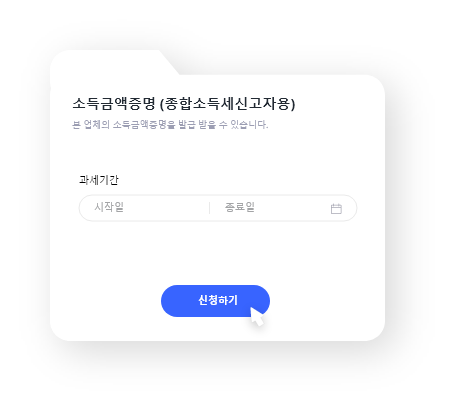 소득금액증명 (종합소득세신고자용)
본 업체의 소득금액증명을 발급 받을 수 있습니다.
과세기간
시작일 종료일
신청하기